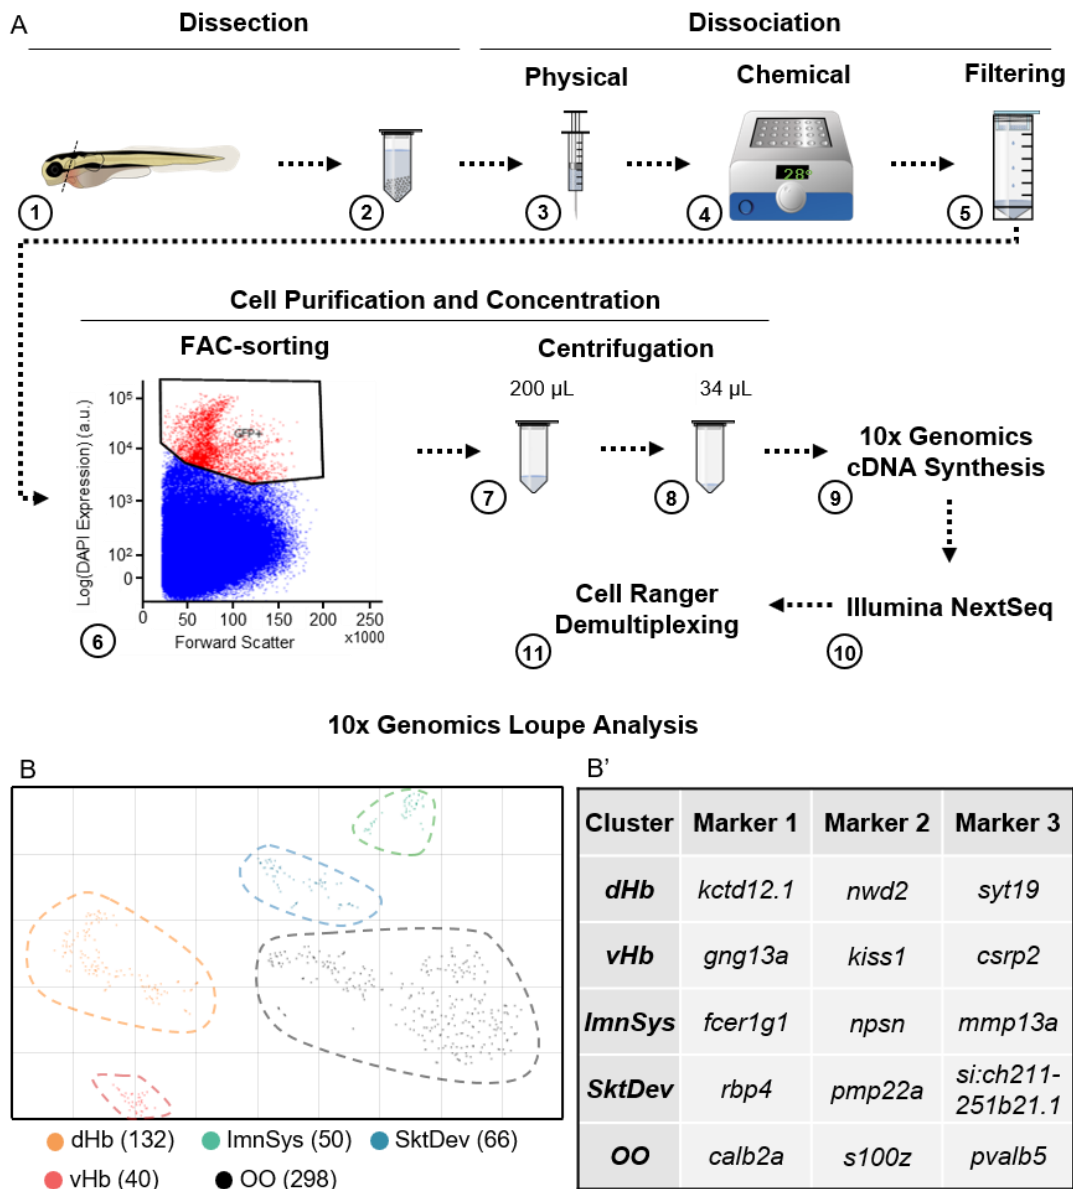 A
Dissection
Dissociation
Physical
Chemical
Filtering
28°
1
2
3
4
5
Cell Purification and Concentration
FAC-sorting
Centrifugation
200 µL
34 µL
Log(DAPI Expression) (a.u.)
10⁵
10⁴
10³
10²
0
GFP+
0 50 100 150 200 250
x1000
Forward Scatter
6
7
8
9
10x Genomics
cDNA Synthesis
Illumina NextSeq
10
Cell Ranger
Demultiplexing
11
10x Genomics Loupe Analysis
B
dHb (132)
ImnSys (50)
SktDev (66)
vHb (40)
OO (298)
B'
Cluster Marker 1 Marker 2 Marker 3
dHb kctd12.1 nwd2 syt19
vHb gng13a kiss1 csrp2
ImnSys fcer1g1 npsn mmp13a
SktDev rbp4 pmp22a si:ch211-
251b21.1
OO calb2a s100z pvalb5